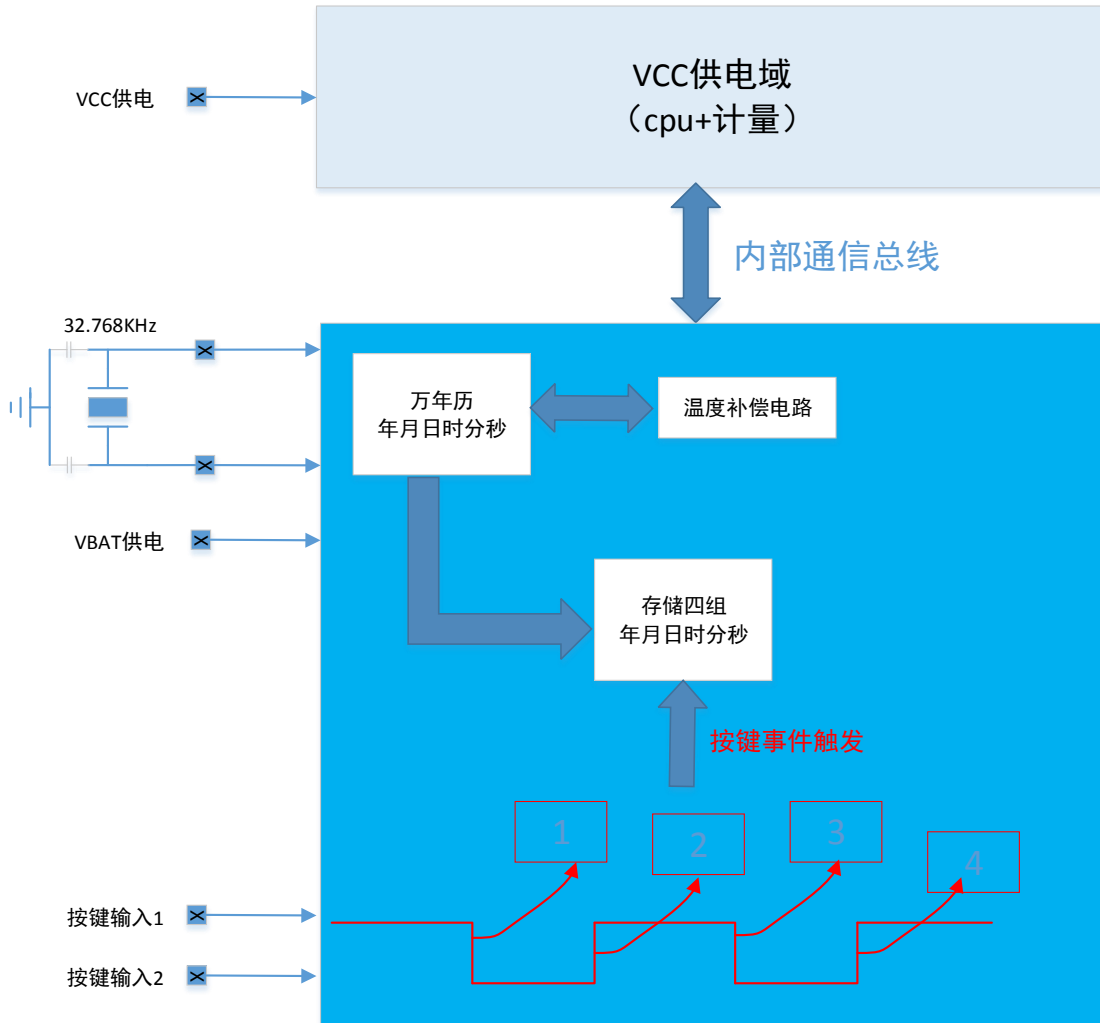 VCC供电域
（cpu+计量）
VCC供电
X
内部通信总线
32.768KHz
X
万年历
年月日时分秒
温度补偿电路
X
VBAT供电
X
存储四组
年月日时分秒
按键事件触发
1
2
3
4
按键输入1
X
按键输入2
X